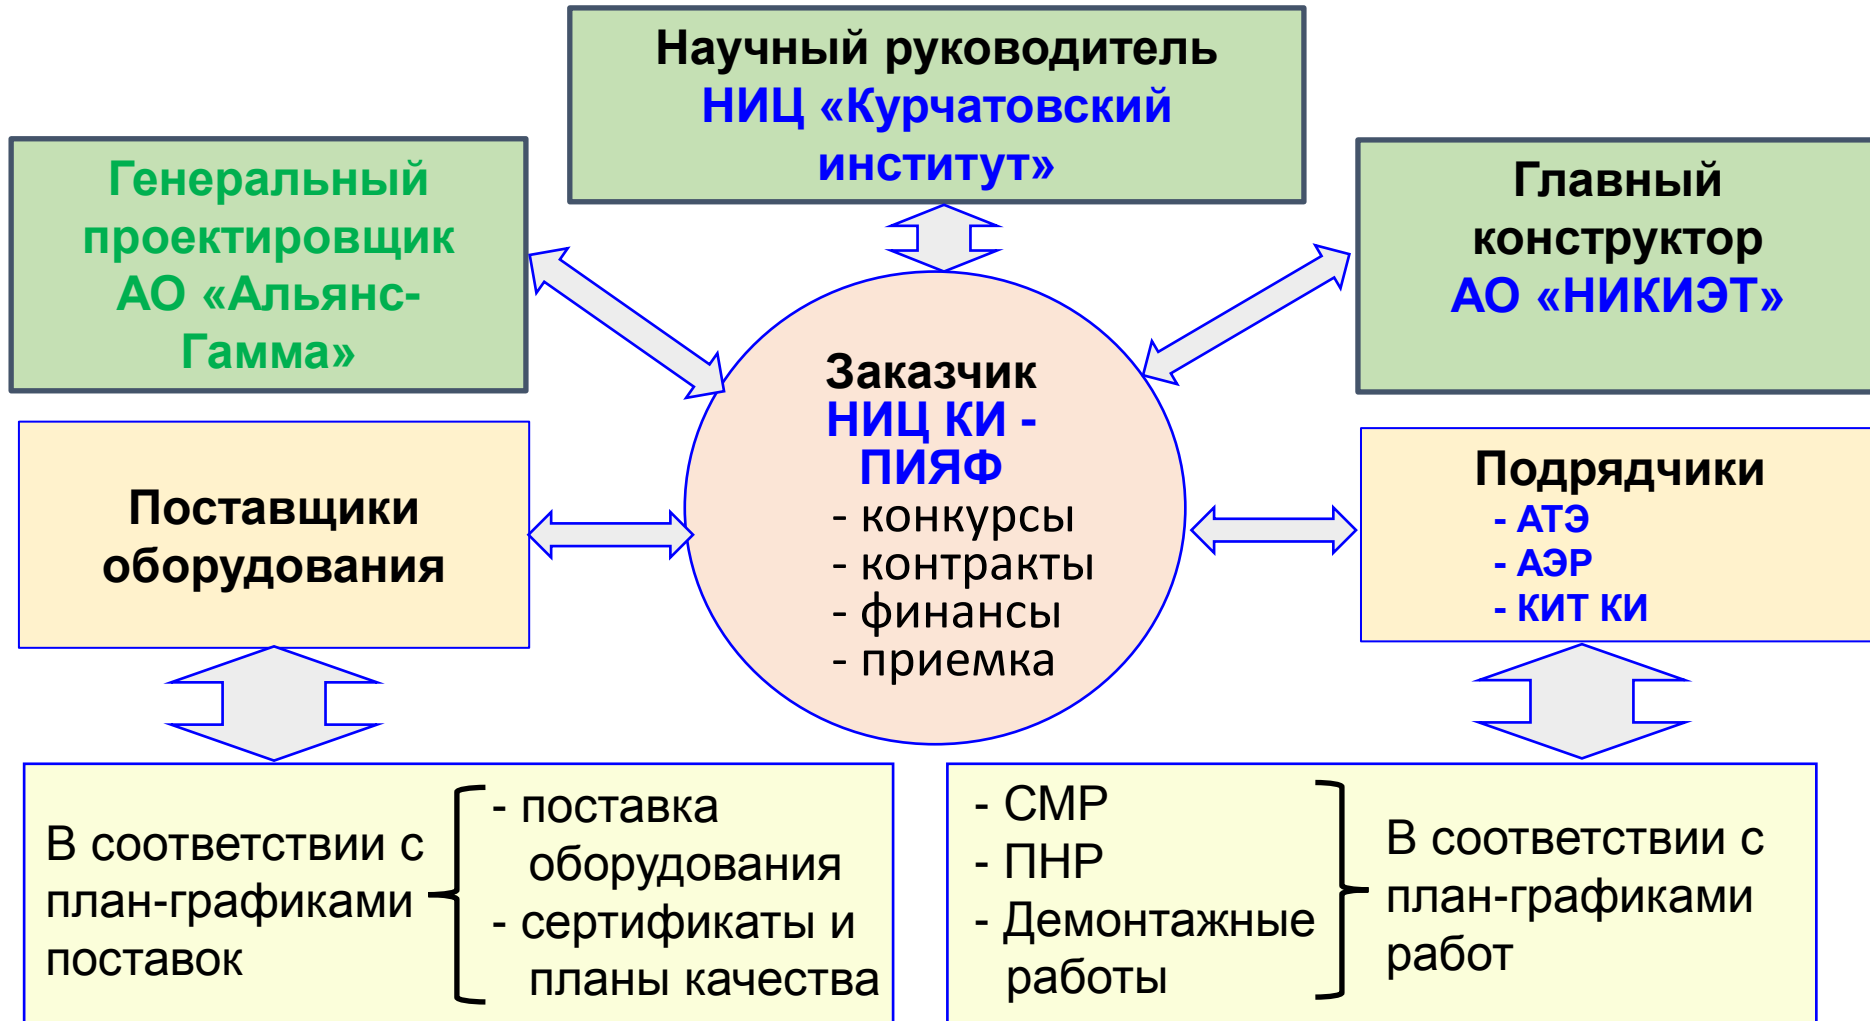 Научный руководитель
НИЦ «Курчатовский
институт»
Генеральный
проектировщик
АО «Альянс-
Гамма»
Главный
конструктор
АО «НИКИЭТ»
Заказчик
НИЦ КИ -
ПИЯФ
- конкурсы
- контракты
- финансы
- приемка
Поставщики
оборудования
Подрядчики
- АТЭ
- АЭР
- КИТ КИ
В соответствии с
план-графиками
поставок
- поставка
оборудования
- сертификаты и
планы качества
- СМР
- ПНР
- Демонтажные
работы
В соответствии с
план-графиками
работ